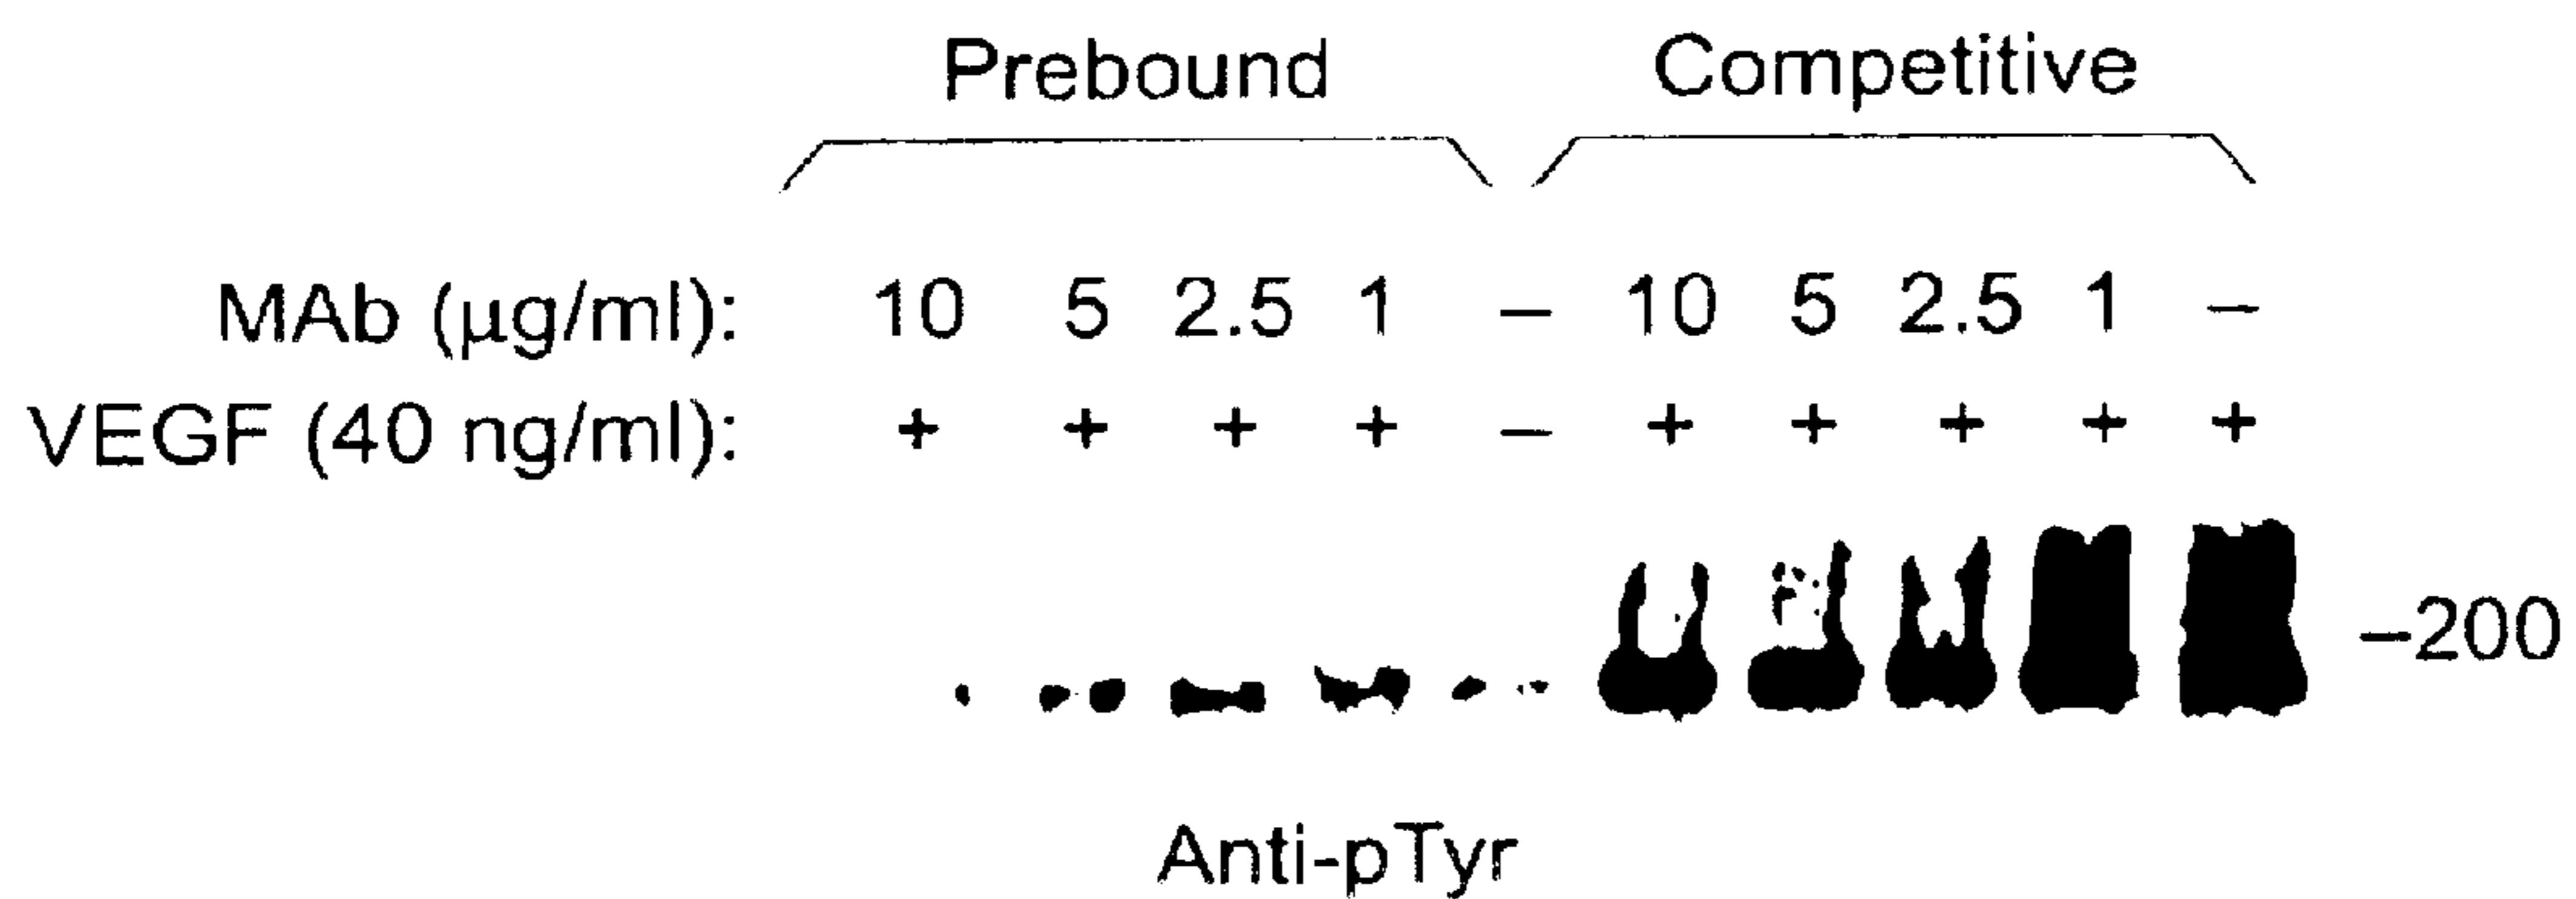 Prebound Competitive
MAb (µg/ml): 10 5 2.5 1 – 10 5 2.5 1 –
VEGF (40 ng/ml): + + + + – + + + + +
–200
Anti-pTyr